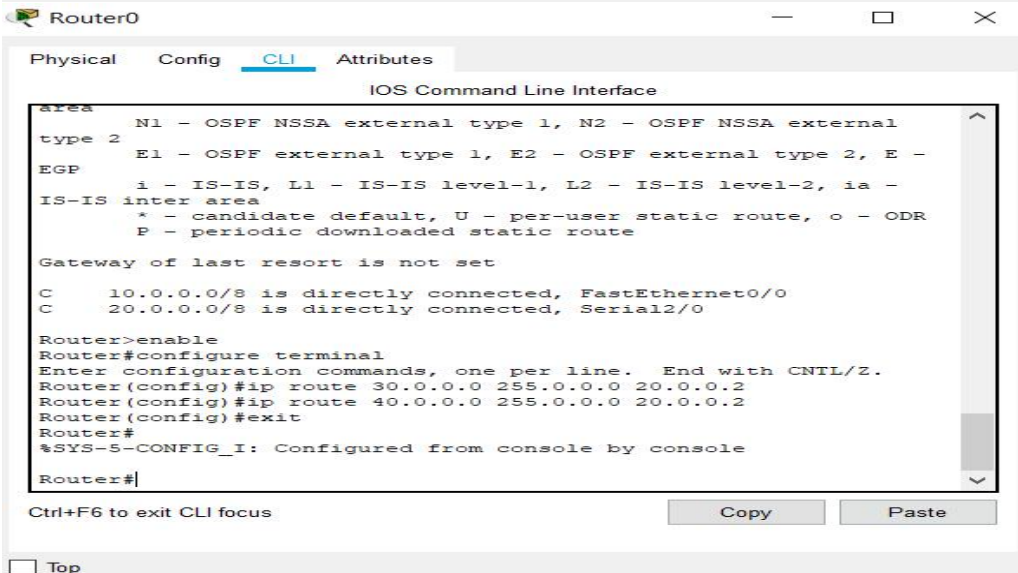 Router0
Physical Config CLI Attributes
IOS Command Line Interface
area
N1 - OSPF NSSA external type 1, N2 - OSPF NSSA external
type 2
E1 - OSPF external type 1, E2 - OSPF external type 2, E -
EGP
i - IS-IS, L1 - IS-IS level-1, L2 - IS-IS level-2, ia -
IS-IS inter area
* - candidate default, U - per-user static route, o - ODR
P - periodic downloaded static route
Gateway of last resort is not set
C 10.0.0.0/8 is directly connected, FastEthernet0/0
C 20.0.0.0/8 is directly connected, Serial2/0
Router>enable
Router#configure terminal
Enter configuration commands, one per line. End with CNTL/Z.
Router(config)#ip route 30.0.0.0 255.0.0.0 20.0.0.2
Router(config)#ip route 40.0.0.0 255.0.0.0 20.0.0.2
Router(config)#exit
Router#
%SYS-5-CONFIG_I: Configured from console by console
Router#
Ctrl+F6 to exit CLI focus
Copy Paste
Top